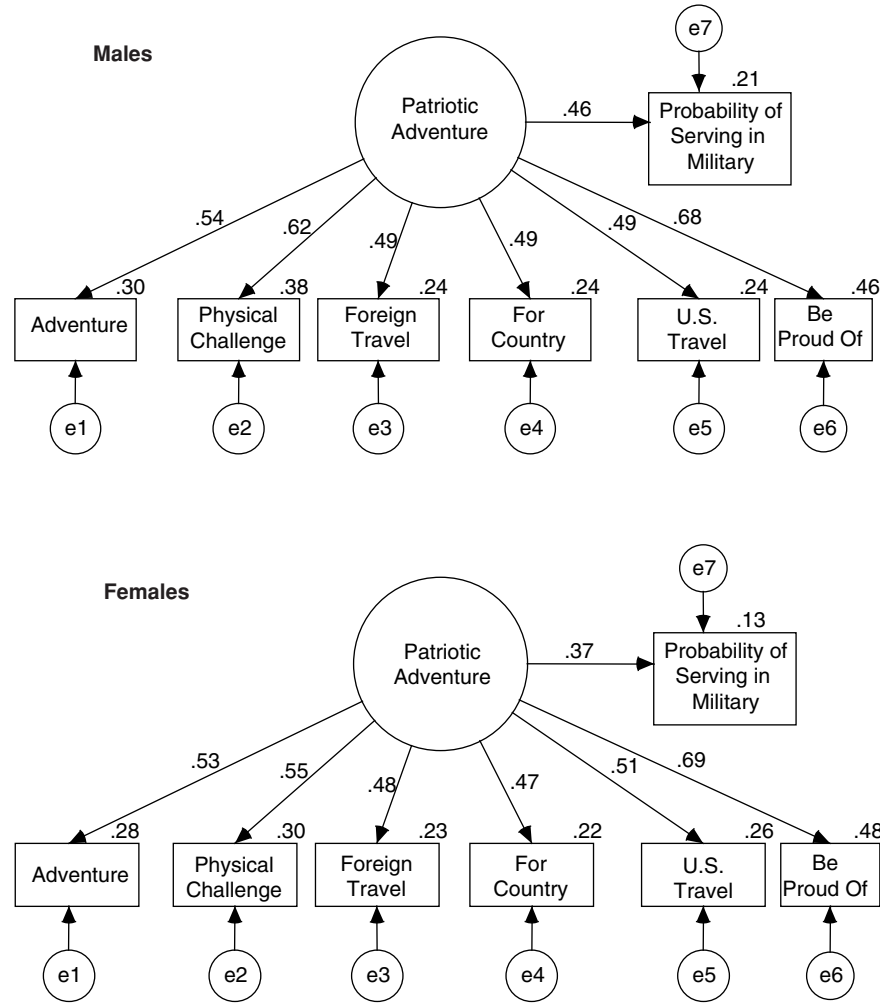 e7
Males
.21
Patriotic
Adventure
.46
Probability of
Serving in
Military
.54
.62
.49
.49
.49
.68
.30
.38
.24
.24
.24
.46
Adventure
Physical
Challenge
Foreign
Travel
For
Country
U.S.
Travel
Be
Proud Of
e1
e2
e3
e4
e5
e6
e7
Females
.13
Patriotic
Adventure
.37
Probability of
Serving in
Military
.53
.55
.48
.47
.51
.69
.28
.30
.23
.22
.26
.48
Adventure
Physical
Challenge
Foreign
Travel
For
Country
U.S.
Travel
Be
Proud Of
e1
e2
e3
e4
e5
e6